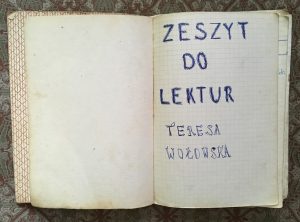 ZESZYT
DO
LEKTUR
TERESA
WOŁOWSKA